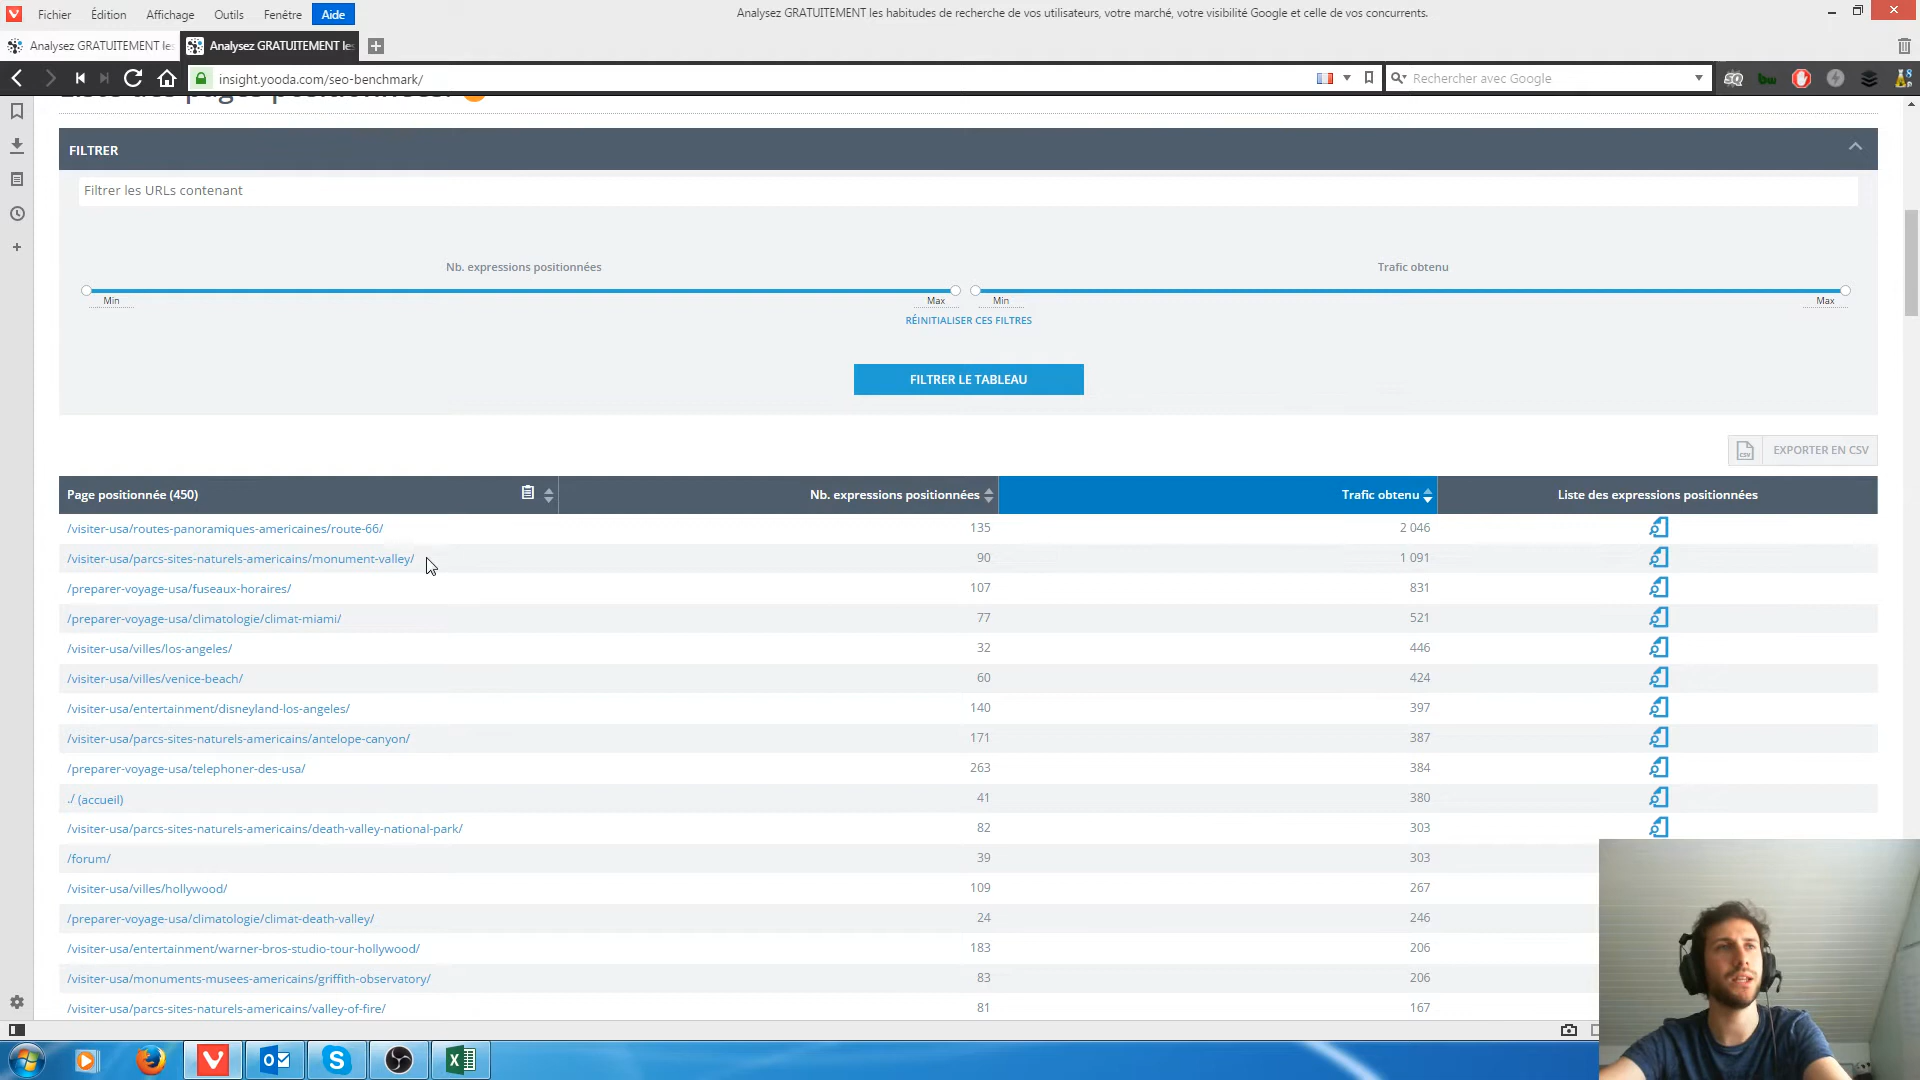 Fichier Édition Affichage Outils Fenêtre Aide
Analysez GRATUITEMENT les habitudes de recherche de vos utilisateurs, votre marché, votre visibilité Google et celle de vos concurrents.
Analysez GRATUITEMENT les
Analysez GRATUITEMENT les
insight.yooda.com/seo-benchmark/
Rechercher avec Google
FILTRER
Filtrer les URLs contenant
Nb. expressions positionnées
Trafic obtenu
Min
Max
Min
Max
RÉINITIALISER CES FILTRES
FILTRER LE TABLEAU
CSV EXPORTER EN CSV
Page positionnée (450) Nb. expressions positionnées Trafic obtenu Liste des expressions positionnées
/visiter-usa/routes-panoramiques-americaines/route-66/ 135 2 046
/visiter-usa/parcs-sites-naturels-americains/monument-valley/ 90 1 091
/preparer-voyage-usa/fuseaux-horaires/ 107 831
/preparer-voyage-usa/climatologie/climat-miami/ 77 521
/visiter-usa/villes/los-angeles/ 32 446
/visiter-usa/villes/venice-beach/ 60 424
/visiter-usa/entertainment/disneyland-los-angeles/ 140 397
/visiter-usa/parcs-sites-naturels-americains/antelope-canyon/ 171 387
/preparer-voyage-usa/telephoner-des-usa/ 263 384
./ (accueil) 41 380
/visiter-usa/parcs-sites-naturels-americains/death-valley-national-park/ 82 303
/forum/ 39 303
/visiter-usa/villes/hollywood/ 109 267
/preparer-voyage-usa/climatologie/climat-death-valley/ 24 246
/visiter-usa/entertainment/warner-bros-studio-tour-hollywood/ 183 206
/visiter-usa/monuments-musees-americains/griffith-observatory/ 83 206
/visiter-usa/parcs-sites-naturels-americains/valley-of-fire/ 81 167